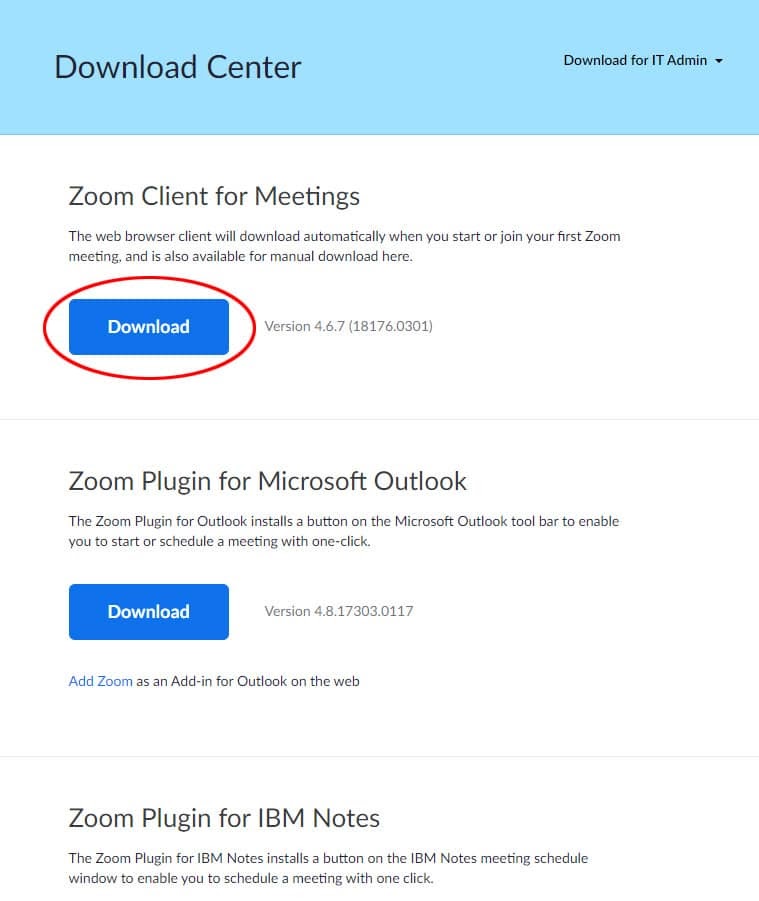 Download Center
Download for IT Admin
Zoom Client for Meetings
The web browser client will download automatically when you start or join your first Zoom
meeting, and is also available for manual download here.
Download
Version 4.6.7 (18176.0301)
Zoom Plugin for Microsoft Outlook
The Zoom Plugin for Outlook installs a button on the Microsoft Outlook tool bar to enable
you to start or schedule a meeting with one-click.
Download
Version 4.8.17303.0117
Add Zoom as an Add-in for Outlook on the web
Zoom Plugin for IBM Notes
The Zoom Plugin for IBM Notes installs a button on the IBM Notes meeting schedule
window to enable you to schedule a meeting with one click.